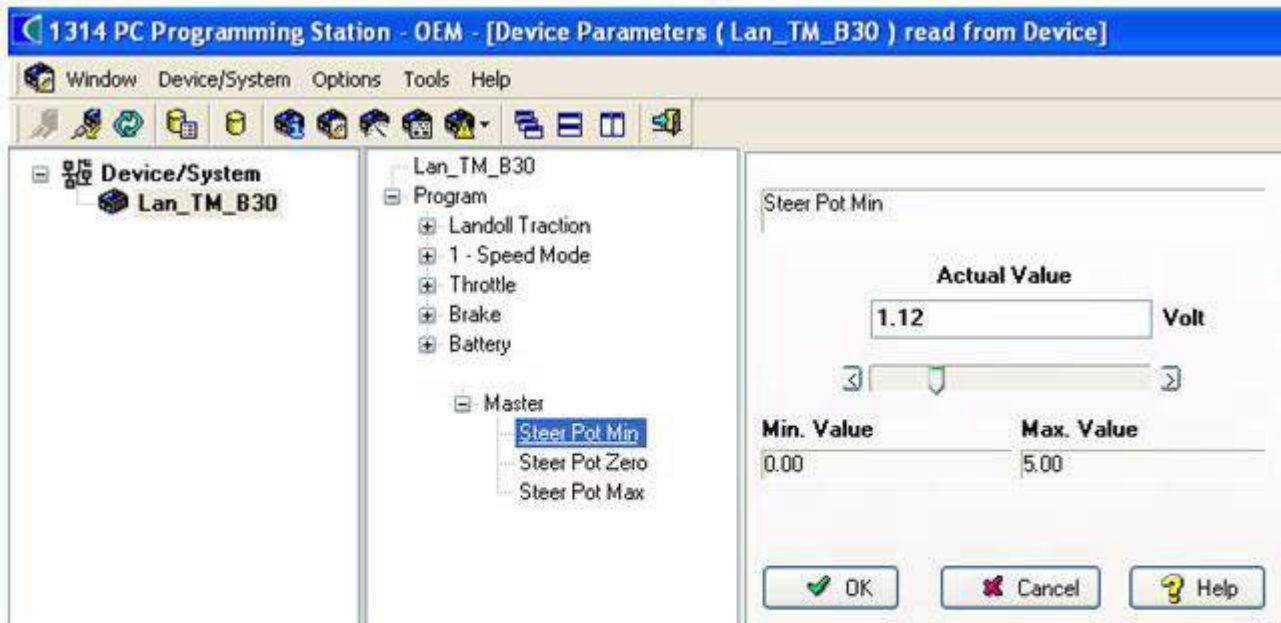 1314 PC Programming Station - OEM - [Device Parameters ( Lan_TM_B30 ) read from Device]
Window Device/System Options Tools Help
Device/System
Lan_TM_B30
Lan_TM_B30
Program
Landoll Traction
1 - Speed Mode
Throttle
Brake
Battery
Master
Steer Pot Min
Steer Pot Zero
Steer Pot Max
Steer Pot Min
Actual Value
1.12 Volt
Min. Value Max. Value
0.00 5.00
OK Cancel Help